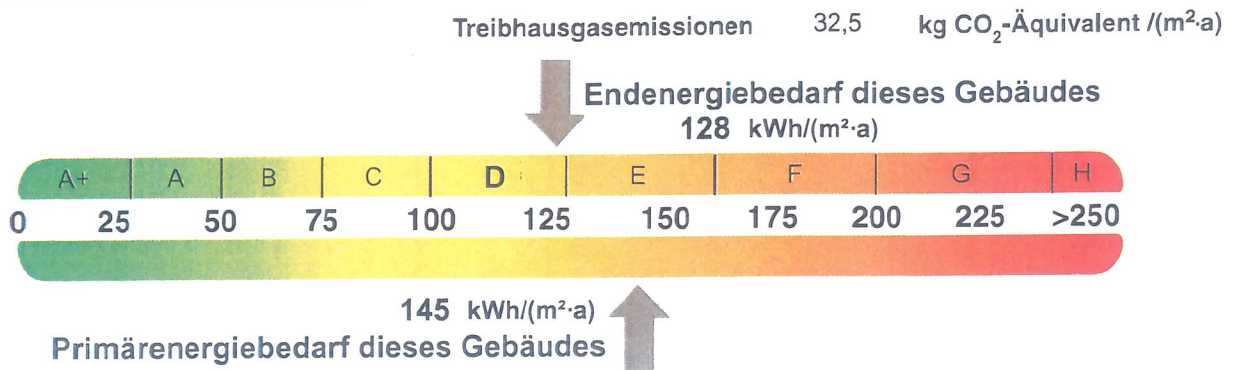 Treibhausgasemissionen 32,5 kg CO₂-Äquivalent /(m²·a)
Endenergiebedarf dieses Gebäudes
128 kWh/(m²·a)
A+ A B C D E F G H
0 25 50 75 100 125 150 175 200 225 >250
145 kWh/(m²·a)
Primärenergiebedarf dieses Gebäudes